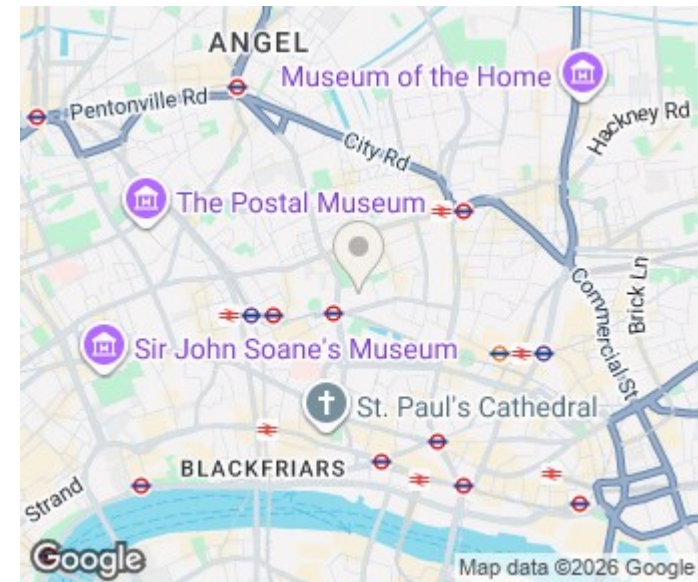 ANGEL
Museum of the Home
Pentonville Rd
Hackney Rd
City Rd
The Postal Museum
Commercial St
Brick Ln
Sir John Soane's Museum
St. Paul's Cathedral
BLACKFRIARS
Strand
Google
Map data ©2026 Google